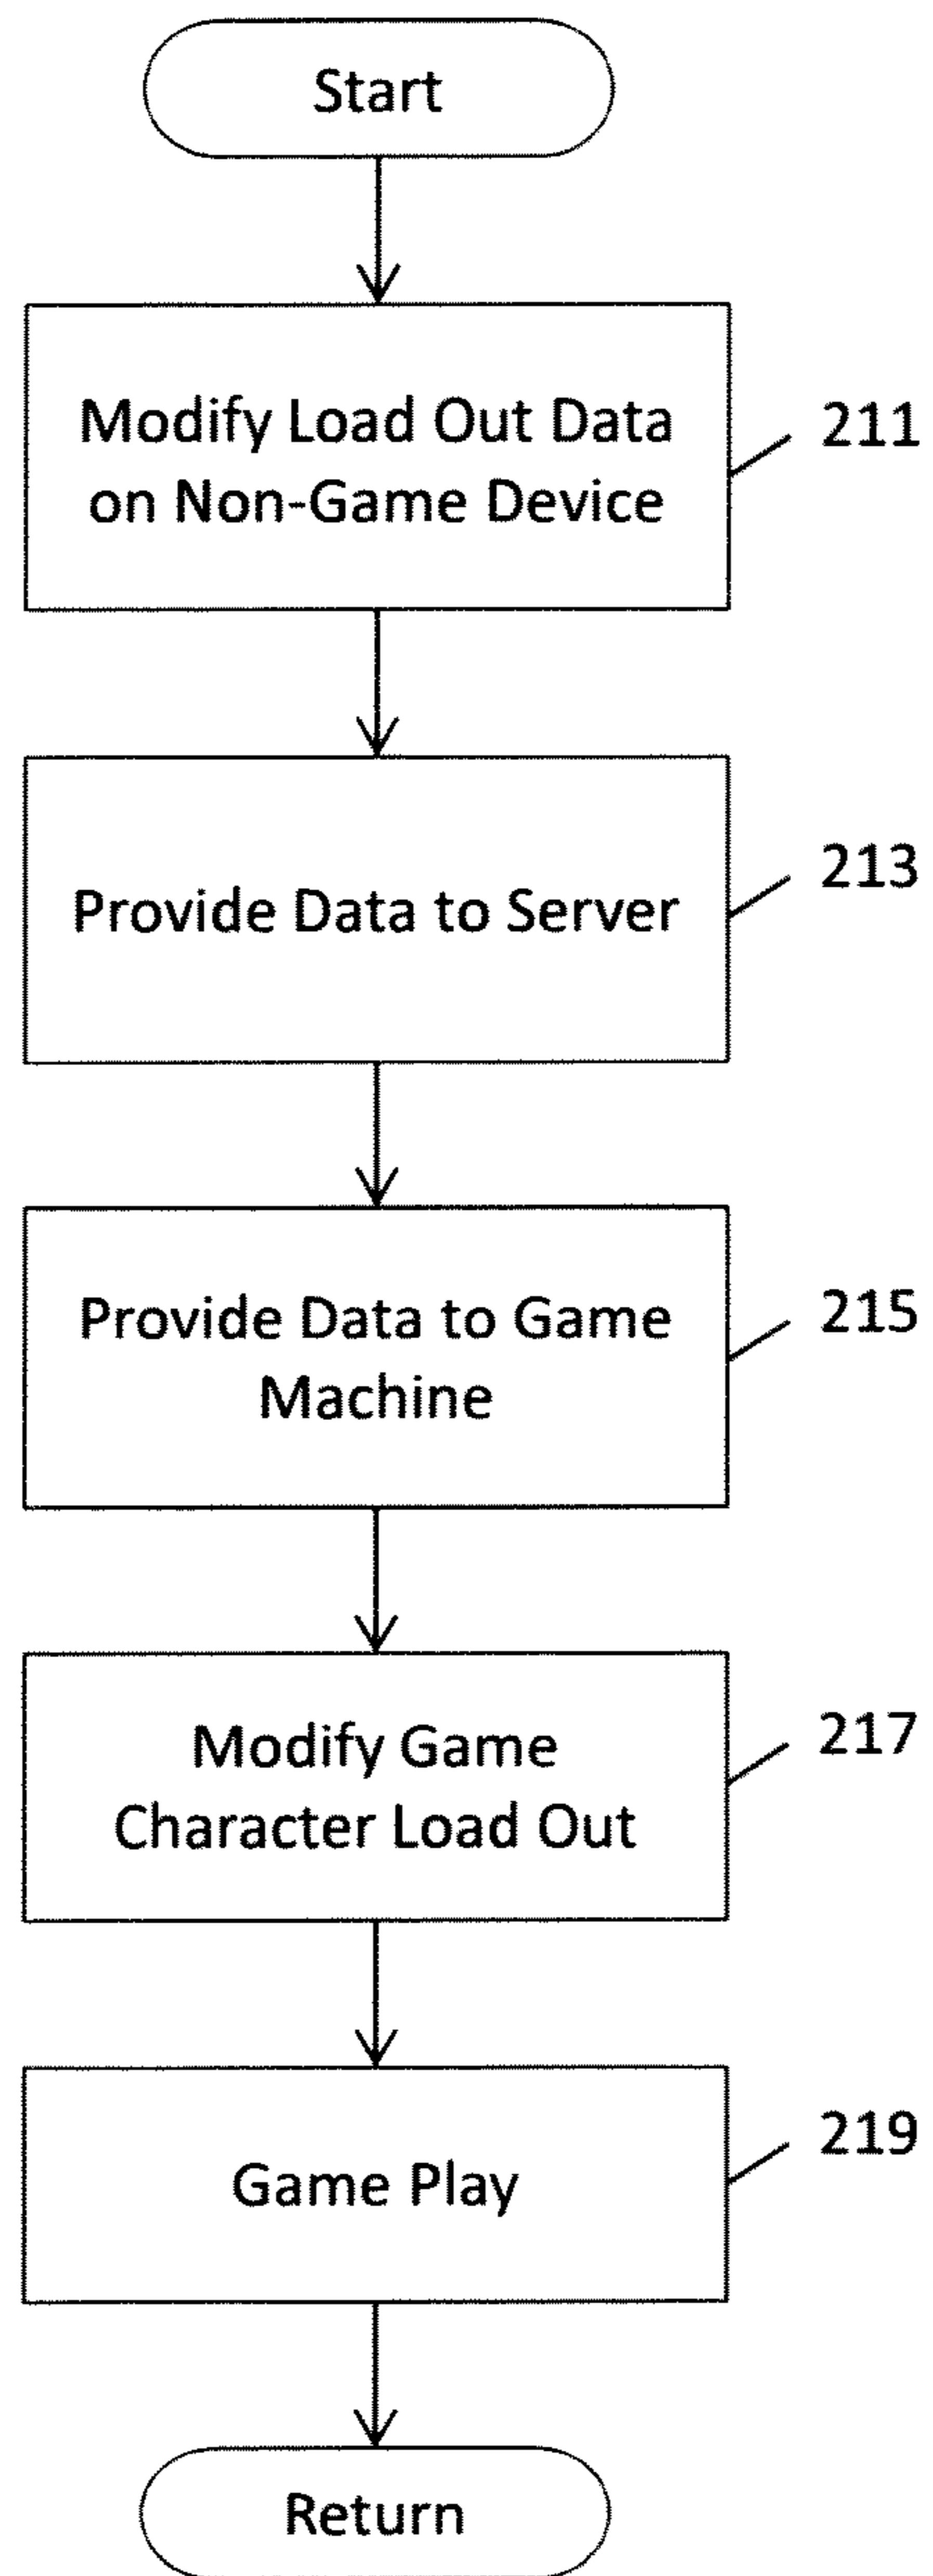 Start
Modify Load Out Data
on Non-Game Device
211
Provide Data to Server
213
Provide Data to Game
Machine
215
Modify Game
Character Load Out
217
Game Play
219
Return